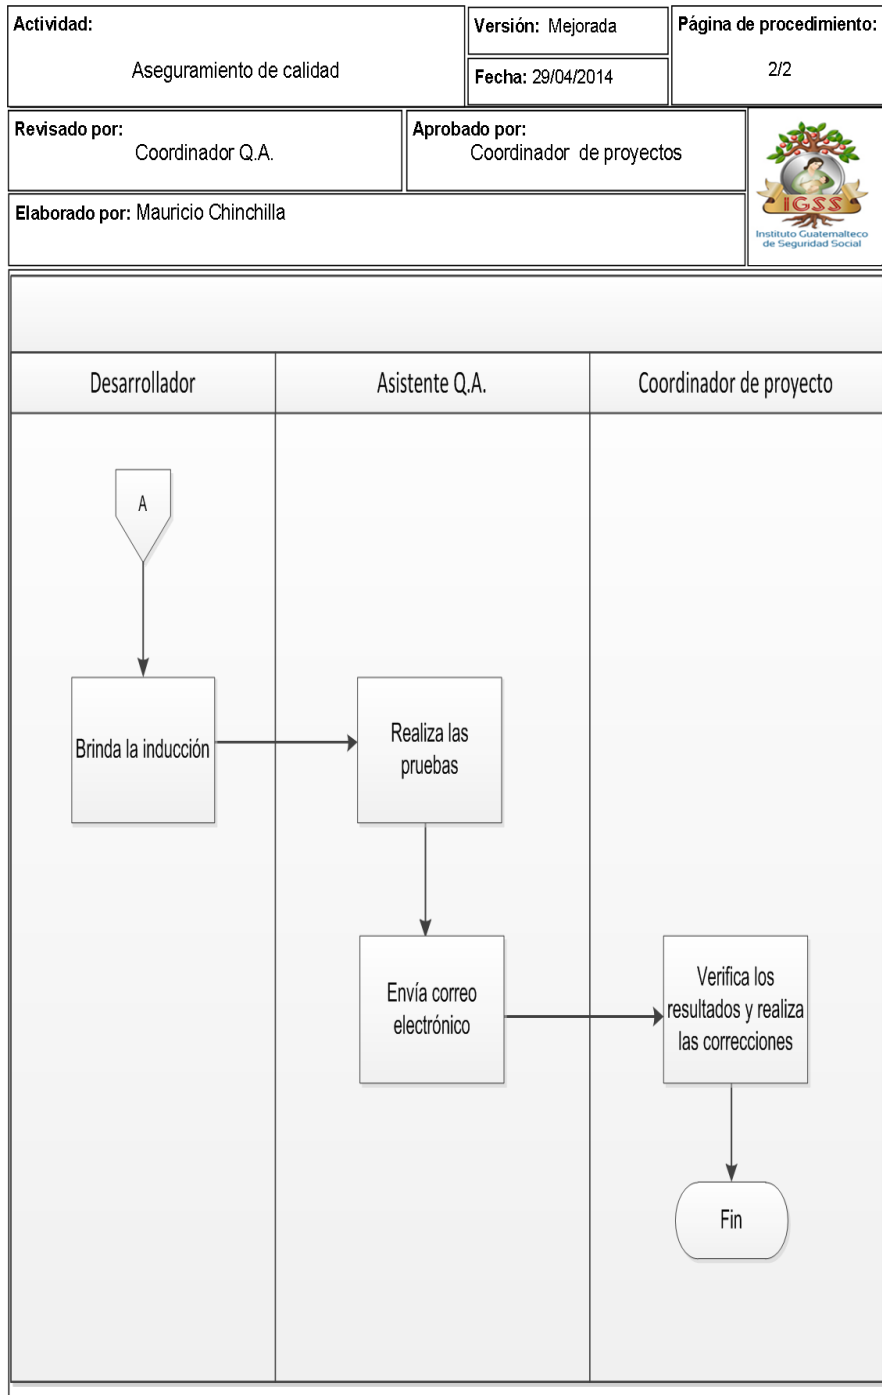 Actividad:
Aseguramiento de calidad
Versión: Mejorada
Fecha: 29/04/2014
Página de procedimiento:
2/2
Revisado por:
Coordinador Q.A.
Aprobado por:
Coordinador de proyectos
Elaborado por: Mauricio Chinchilla
IGSS
Instituto Guatemalteco
de Seguridad Social
Desarrollador
Asistente Q.A.
Coordinador de proyecto
A
Brinda la inducción
Realiza las
pruebas
Envía correo
electrónico
Verifica los
resultados y realiza
las correcciones
Fin